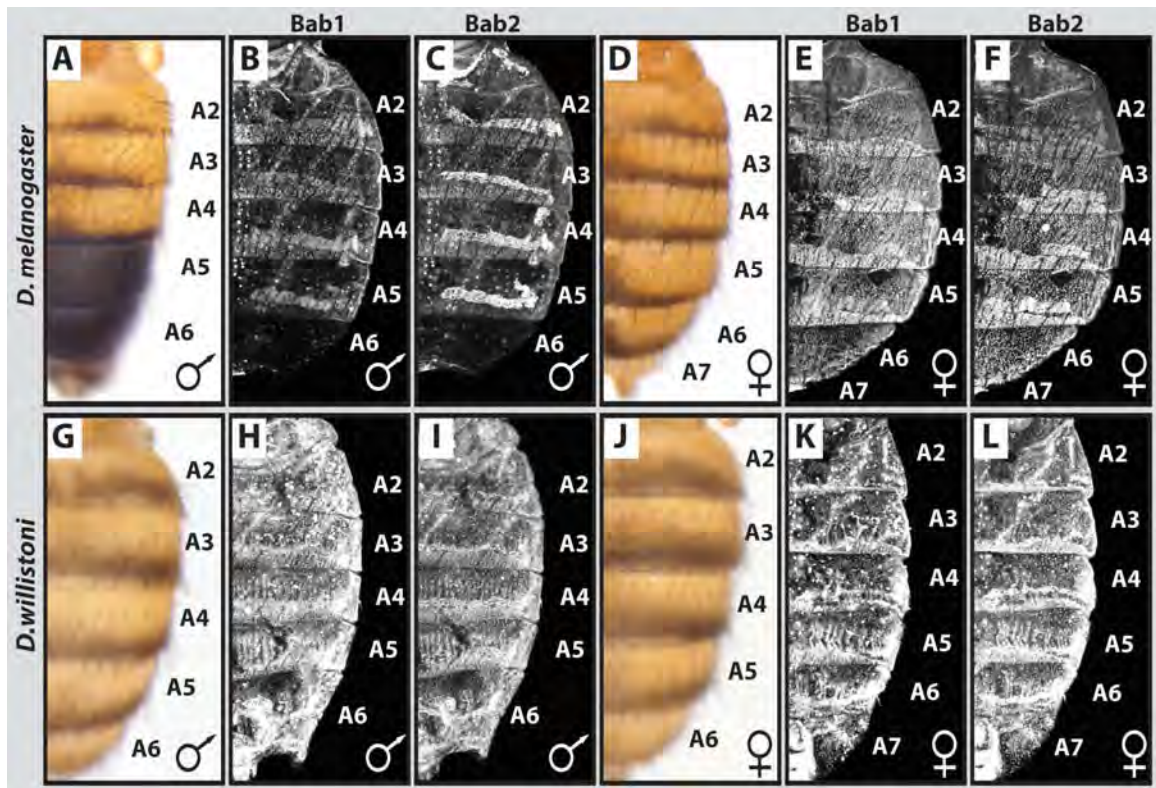 Bab1 Bab2 Bab1 Bab2
D. melanogaster
A
A2
A3
A4
A5
A6
♂
B
A2
A3
A4
A5
A6
♂
C
A2
A3
A4
A5
A6
♂
D
A2
A3
A4
A5
A6
A7
♀
E
A2
A3
A4
A5
A6
A7
♀
F
A2
A3
A4
A5
A6
A7
♀
D.willistoni
G
A2
A3
A4
A5
A6
♂
H
A2
A3
A4
A5
A6
♂
I
A2
A3
A4
A5
A6
♂
J
A2
A3
A4
A5
A6
♀
K
A2
A3
A4
A5
A6
A7
♀
L
A2
A3
A4
A5
A6
A7
♀